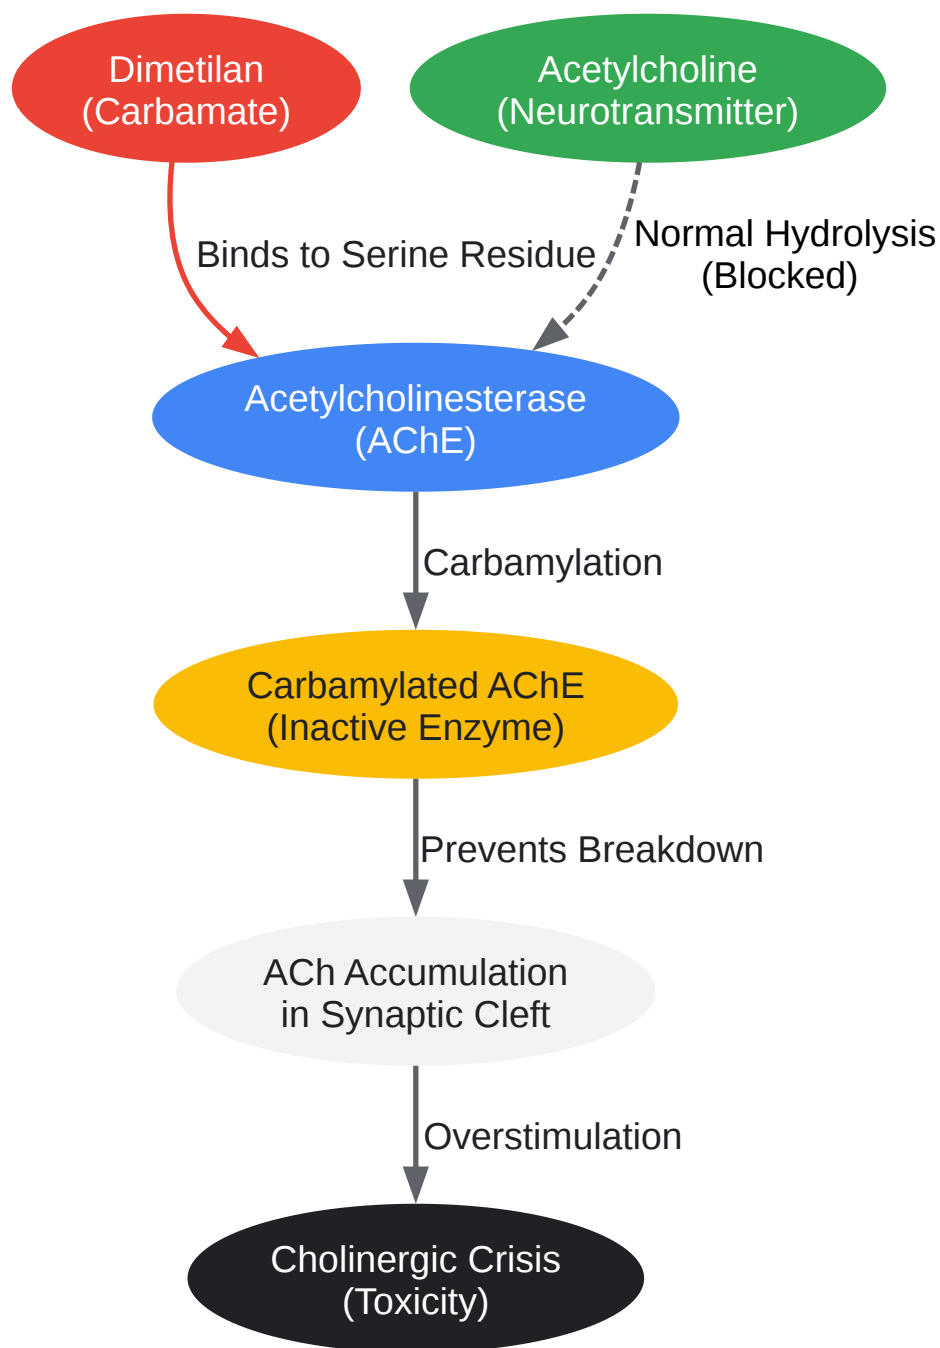 Dimetilan
(Carbamate)
Acetylcholine
(Neurotransmitter)
Binds to Serine Residue
Normal Hydrolysis
(Blocked)
Acetylcholinesterase
(AChE)
Carbamylation
Carbamylated AChE
(Inactive Enzyme)
Prevents Breakdown
ACh Accumulation
in Synaptic Cleft
Overstimulation
Cholinergic Crisis
(Toxicity)